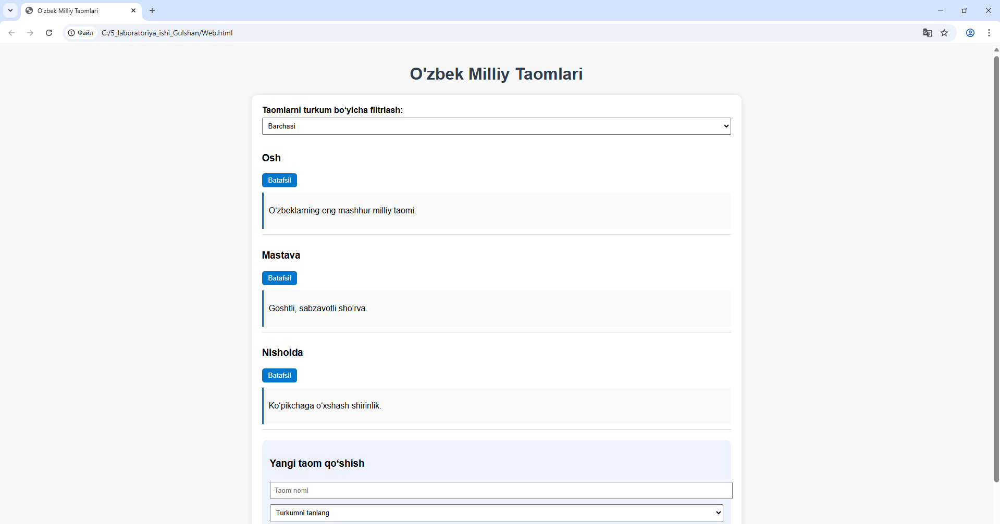 O'zbek Milliy Taomlari
Файл C:/5_laboratoriya_ishi_Gulshan/Web.html
O'zbek Milliy Taomlari
Taomlarni turkum bo‘yicha filtrlash:
Barchasi
Osh
Batafsil
O‘zbeklarning eng mashhur milliy taomi.
Mastava
Batafsil
Goshtli, sabzavotli sho‘rva.
Nisholda
Batafsil
Ko‘pikchaga o‘xshash shirinlik.
Yangi taom qo‘shish
Taom nomi
Turkumni tanlang